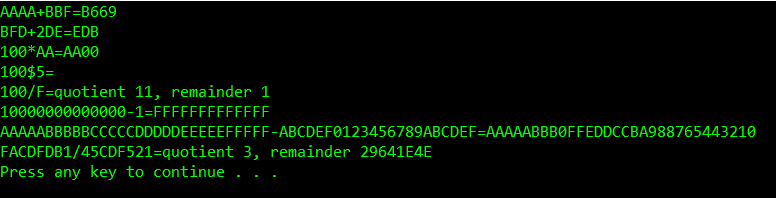 AAAA+BBF=B669
BFD+2DE=EDB
100*AA=AA00
100$5=
100/F=quotient 11, remainder 1
10000000000000-1=FFFFFFFFFFFFF
AAAAABBBBBCCCCCDDDDDEEEEEFFFFF-ABCDEF0123456789ABCDEF=AAAAABBB0FFEDDCCBA988765443210
FACDFDB1/45CDF521=quotient 3, remainder 29641E4E
Press any key to continue . . .